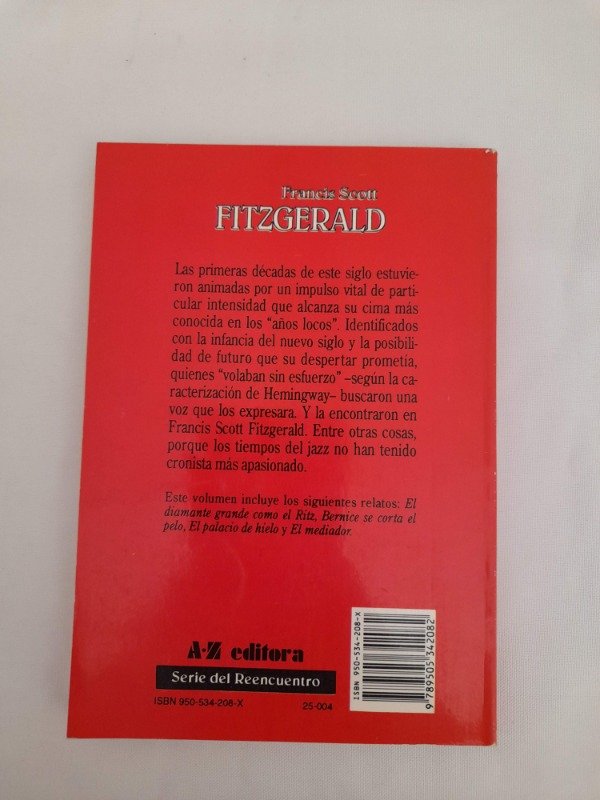 Francis Scott
FITZGERALD
Las primeras décadas de este siglo estuvie-
ron animadas por un impulso vital de parti-
cular intensidad que alcanza su cima más
conocida en los "años locos". Identificados
con la infancia del nuevo siglo y la posibili-
dad de futuro que su despertar prometía,
quienes "volaban sin esfuerzo" –según la ca-
racterización de Hemingway– buscaron una
voz que los expresara. Y la encontraron en
Francis Scott Fitzgerald. Entre otras cosas,
porque los tiempos del jazz no han tenido
cronista más apasionado.
Este volumen incluye los siguientes relatos: El
diamante grande como el Ritz, Bernice se corta el
pelo, El palacio de hielo y El mediador.
A·Z editora
Serie del Reencuentro
ISBN 950-534-208-X 25-004
ISBN 950-534-208-X
9 789505 342082